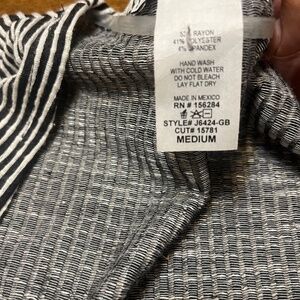 RAYON
41% POLYESTER
4% SPANDEX
HAND WASH
WITH COLD WATER
DO NOT BLEACH
LAY FLAT DRY
MADE IN MEXICO
RN # 156284
STYLE# J6424-GB
CUT# 15781
MEDIUM